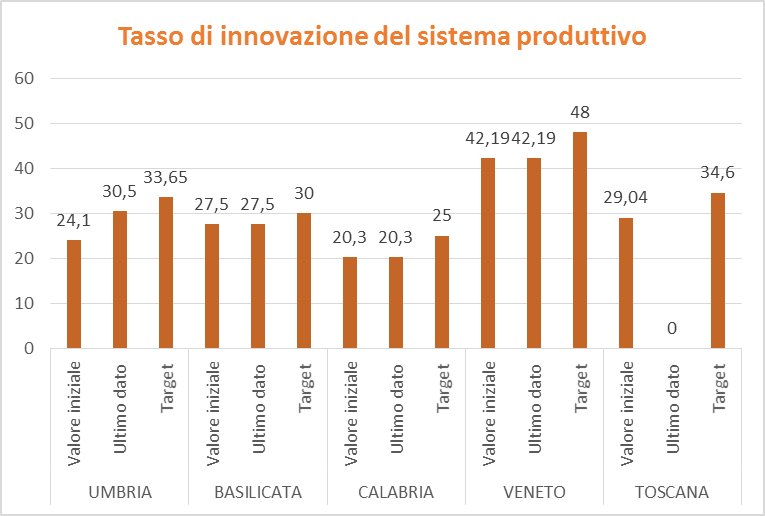 Tasso di innovazione del sistema produttivo
60
50
40
30
20
10
0
24,1
30,5
33,65
27,5
27,5
30
20,3
20,3
25
42,19
42,19
48
29,04
0
34,6
Valore iniziale
Ultimo dato
Target
Valore iniziale
Ultimo dato
Target
Valore iniziale
Ultimo dato
Target
Valore iniziale
Ultimo dato
Target
Valore iniziale
Ultimo dato
Target
UMBRIA
BASILICATA
CALABRIA
VENETO
TOSCANA